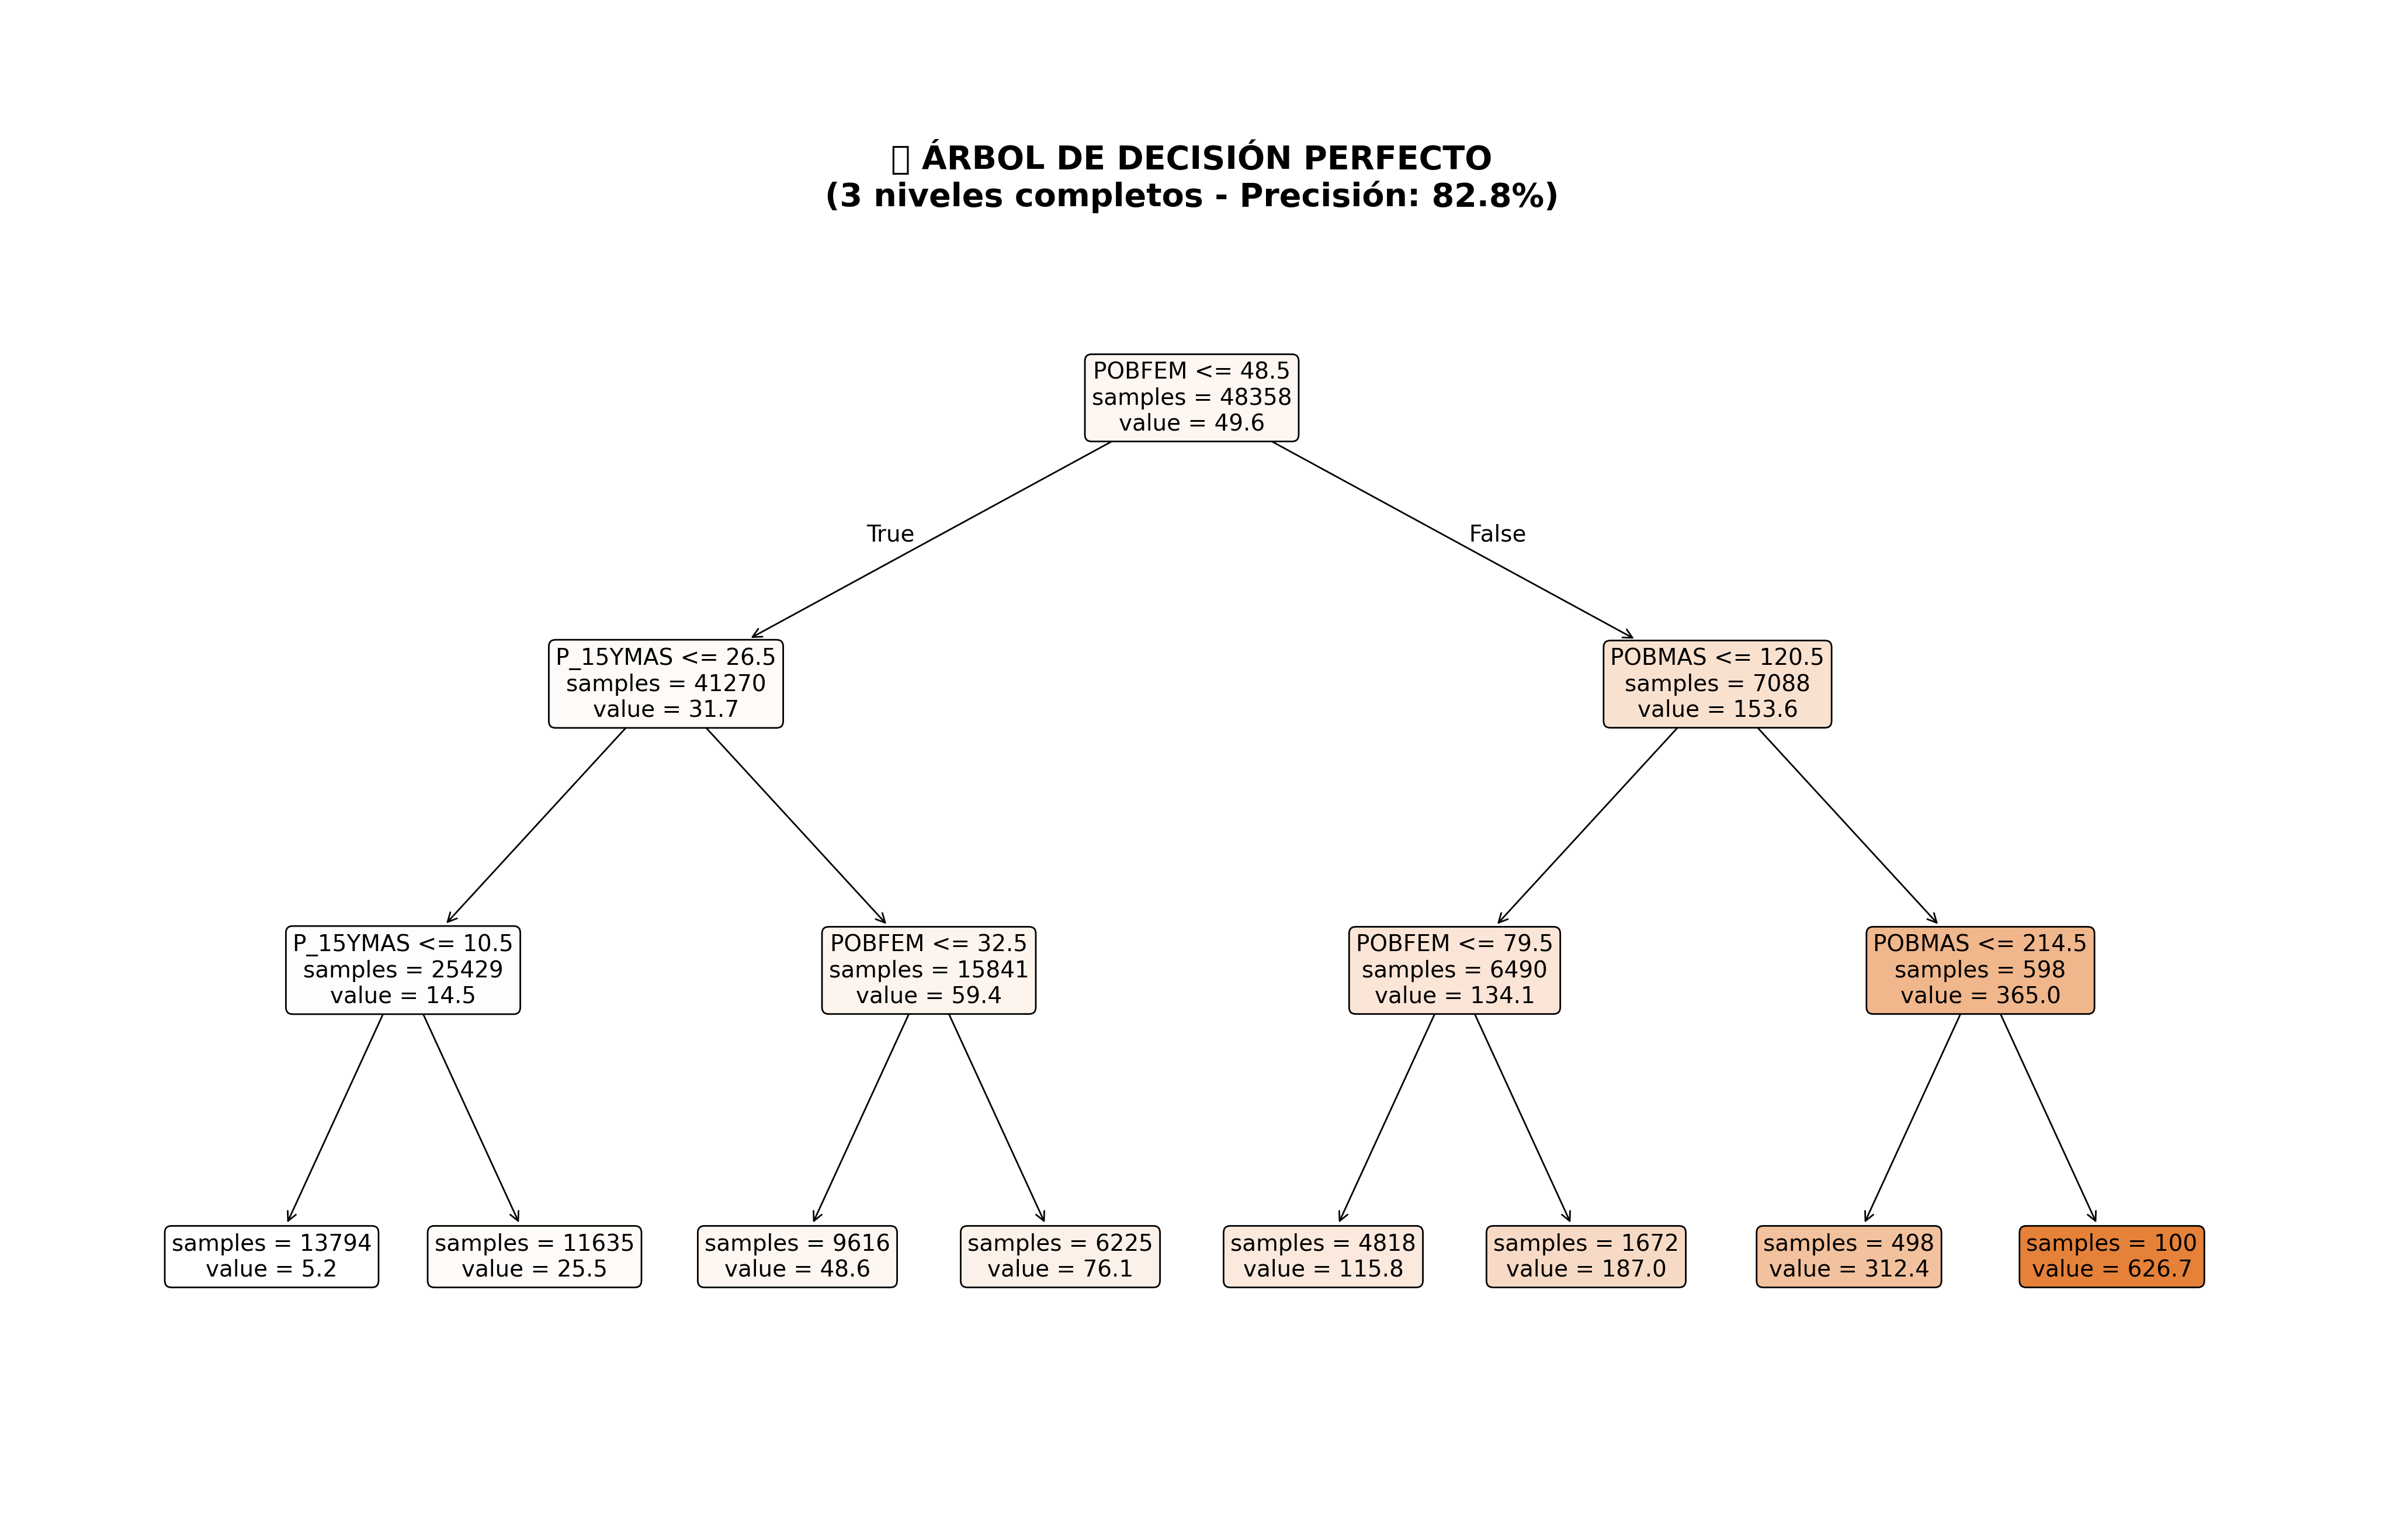 ÁRBOL DE DECISIÓN PERFECTO
(3 niveles completos - Precisión: 82.8%)
POBFEM <= 48.5
samples = 48358
value = 49.6
True
False
P_15YMAS <= 26.5
samples = 41270
value = 31.7
POBMAS <= 120.5
samples = 7088
value = 153.6
P_15YMAS <= 10.5
samples = 25429
value = 14.5
POBFEM <= 32.5
samples = 15841
value = 59.4
POBFEM <= 79.5
samples = 6490
value = 134.1
POBMAS <= 214.5
samples = 598
value = 365.0
samples = 13794
value = 5.2
samples = 11635
value = 25.5
samples = 9616
value = 48.6
samples = 6225
value = 76.1
samples = 4818
value = 115.8
samples = 1672
value = 187.0
samples = 498
value = 312.4
samples = 100
value = 626.7